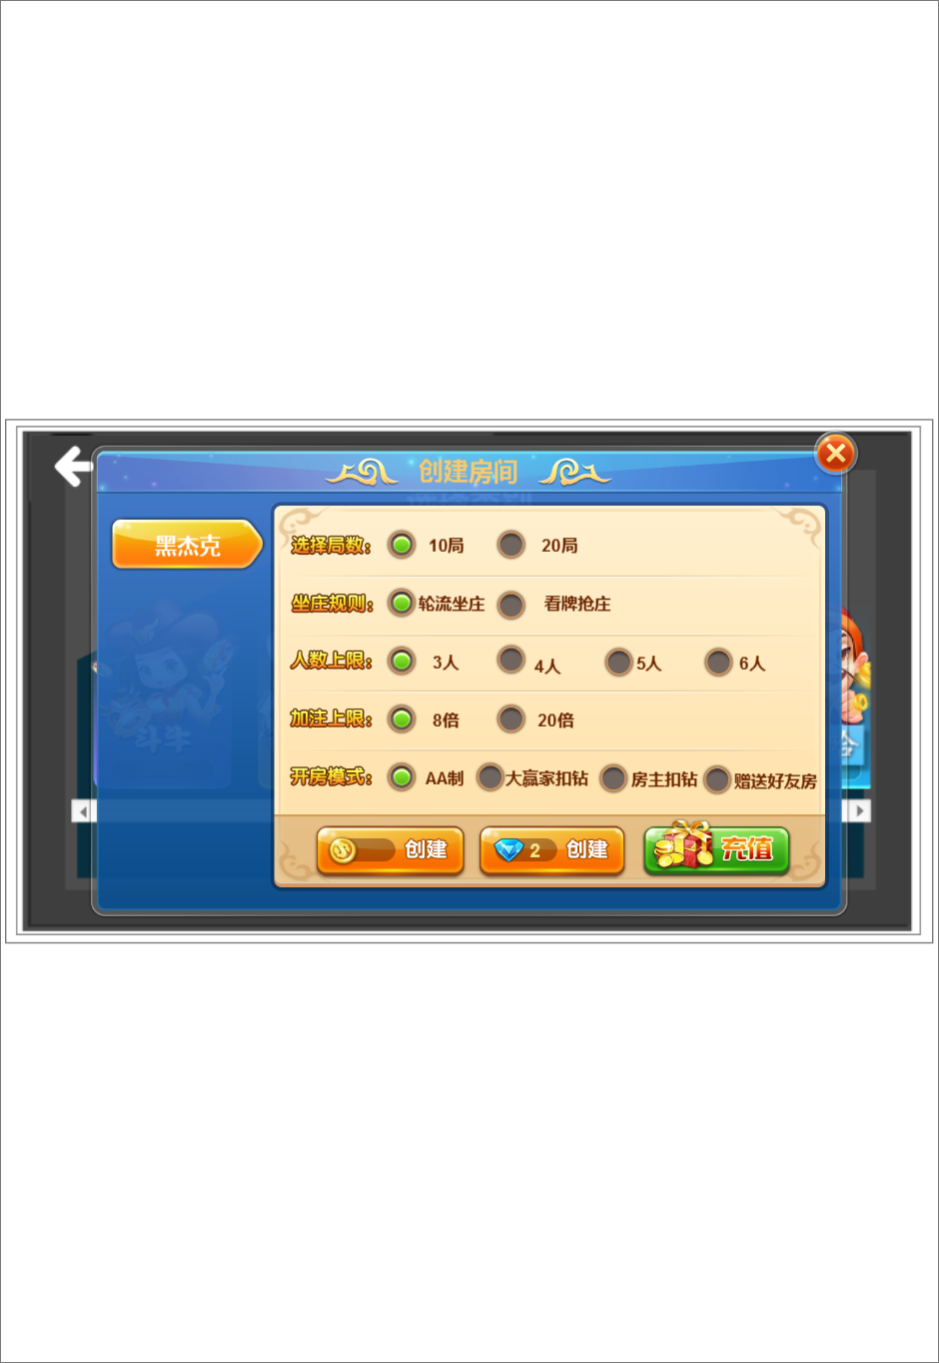 创建房间
黑杰克
选择局数: 10局 20局
坐庄规则: 轮流坐庄 看牌抢庄
人数上限: 3人 4人 5人 6人
加注上限: 8倍 20倍
开房模式: AA制 大赢家扣钻 房主扣钻 赠送好友房
斗牛
创建 2 创建 充值